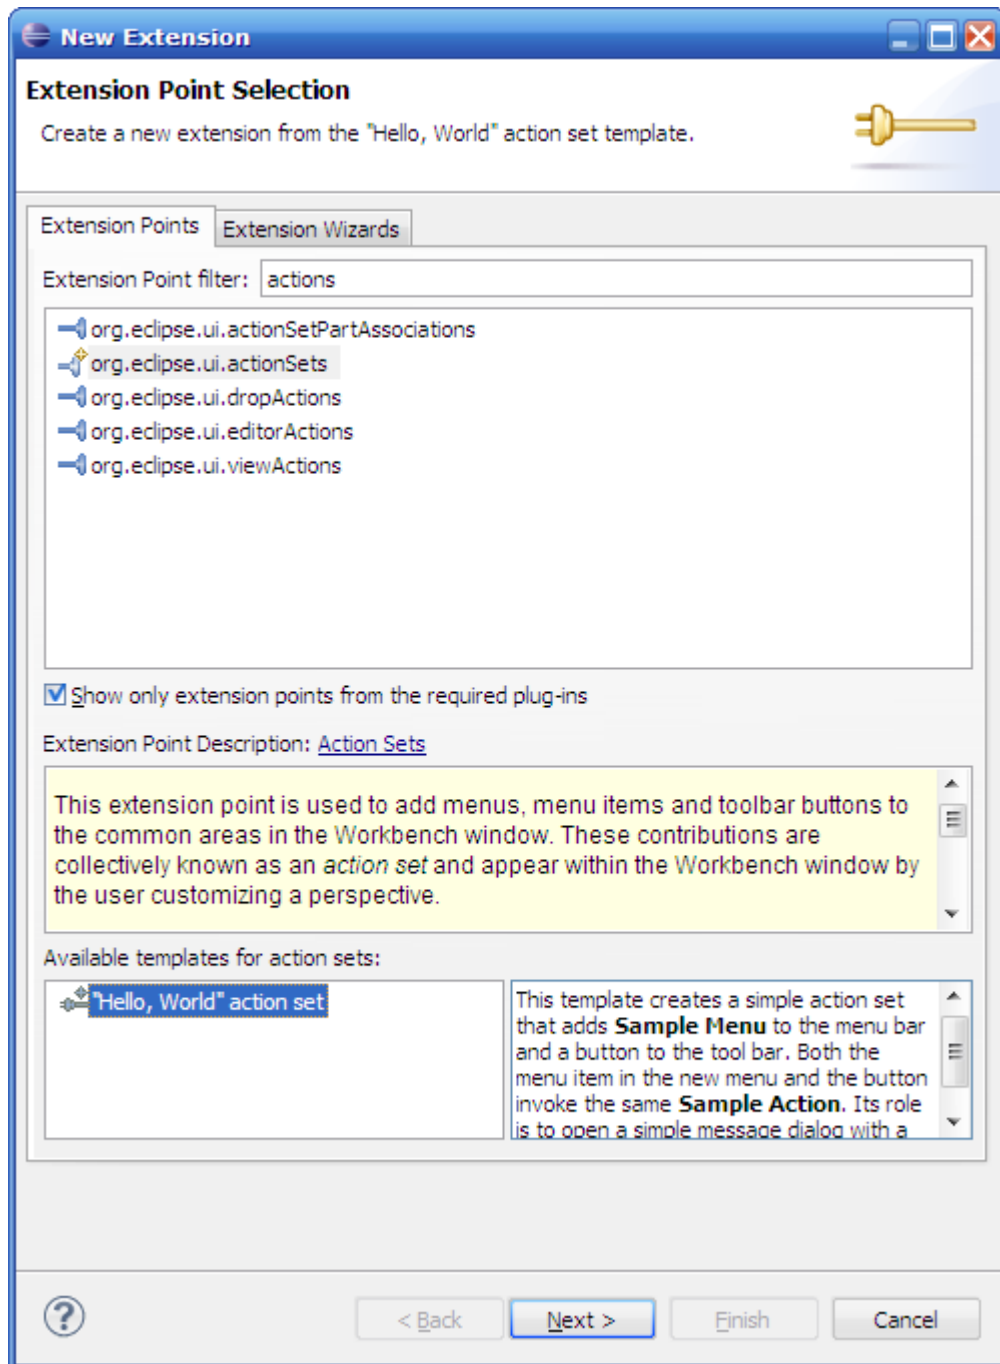 New Extension
Extension Point Selection
Create a new extension from the "Hello, World" action set template.
Extension Points
Extension Wizards
Extension Point filter: actions
org.eclipse.ui.actionSetPartAssociations
org.eclipse.ui.actionSets
org.eclipse.ui.dropActions
org.eclipse.ui.editorActions
org.eclipse.ui.viewActions
Show only extension points from the required plug-ins
Extension Point Description: Action Sets
This extension point is used to add menus, menu items and toolbar buttons to
the common areas in the Workbench window. These contributions are
collectively known as an action set and appear within the Workbench window by
the user customizing a perspective.
Available templates for action sets:
"Hello, World" action set
This template creates a simple action set
that adds Sample Menu to the menu bar
and a button to the tool bar. Both the
menu item in the new menu and the button
invoke the same Sample Action. Its role
is to open a simple message dialog with a
?
< Back
Next >
Finish
Cancel